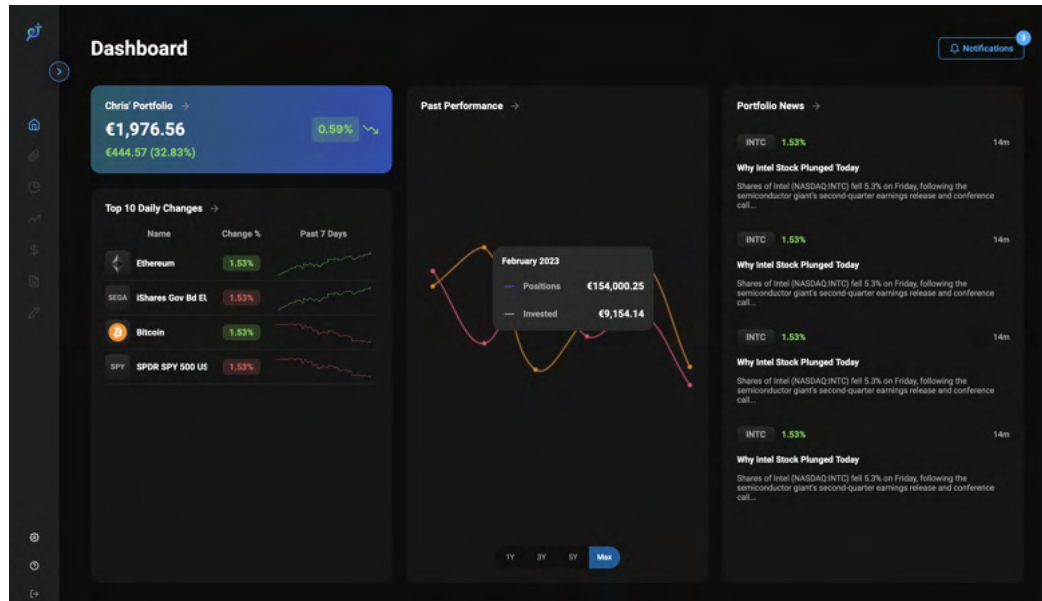 Dashboard
3
Notifications
Chris' Portfolio
€1,976.56
0.59%
€444.57 (32.83%)
Top 10 Daily Changes
Name Change % Past 7 Days
Ethereum 1.53%
SEGA iShares Gov Bd EU 1.53%
Bitcoin 1.53%
SPY SPDR SPY 500 US 1.53%
Past Performance
February 2023
Positions €154,000.25
Invested €9,154.14
1Y 3Y 5Y Max
Portfolio News
INTC 1.53% 14m
Why Intel Stock Plunged Today
Shares of Intel (NASDAQ:INTC) fell 5.3% on Friday, following the
semiconductor giant's second-quarter earnings release and conference
call...
INTC 1.53% 14m
Why Intel Stock Plunged Today
Shares of Intel (NASDAQ:INTC) fell 5.3% on Friday, following the
semiconductor giant's second-quarter earnings release and conference
call...
INTC 1.53% 14m
Why Intel Stock Plunged Today
Shares of Intel (NASDAQ:INTC) fell 5.3% on Friday, following the
semiconductor giant's second-quarter earnings release and conference
call...
INTC 1.53% 14m
Why Intel Stock Plunged Today
Shares of Intel (NASDAQ:INTC) fell 5.3% on Friday, following the
semiconductor giant's second-quarter earnings release and conference
call...